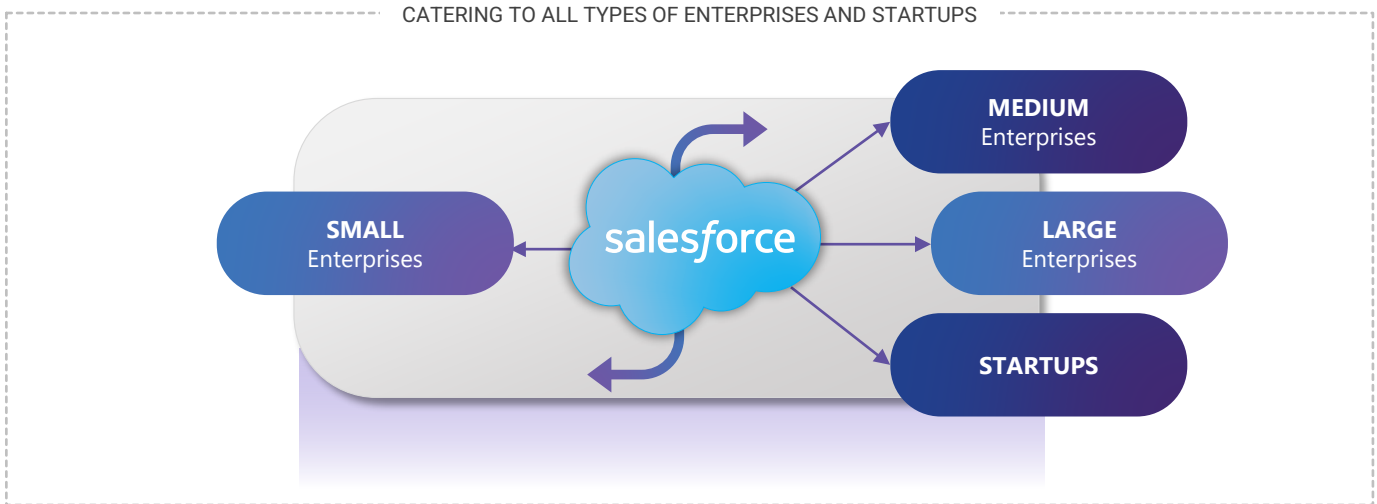 CATERING TO ALL TYPES OF ENTERPRISES AND STARTUPS
MEDIUM
Enterprises
SMALL
Enterprises
salesforce
LARGE
Enterprises
STARTUPS